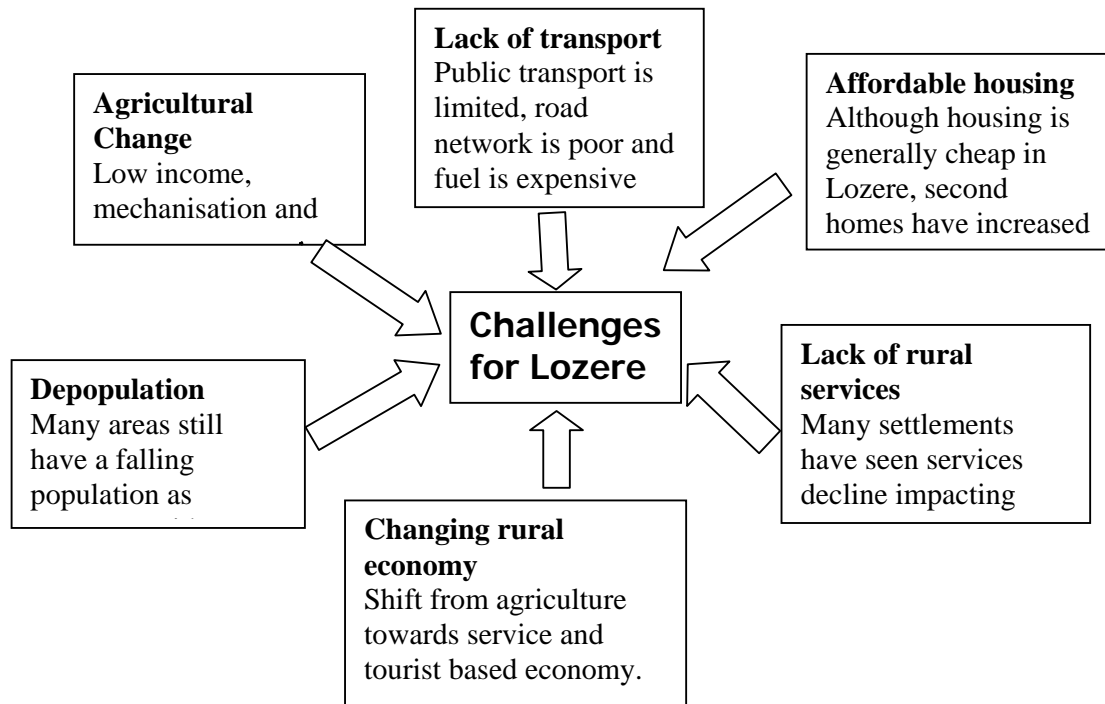 Lack of transport
Public transport is
limited, road
network is poor and
fuel is expensive
Agricultural
Change
Low income,
mechanisation and
Affordable housing
Although housing is
generally cheap in
Lozere, second
homes have increased
Challenges
for Lozere
Depopulation
Many areas still
have a falling
population as
Lack of rural
services
Many settlements
have seen services
decline impacting
Changing rural
economy
Shift from agriculture
towards service and
tourist based economy.